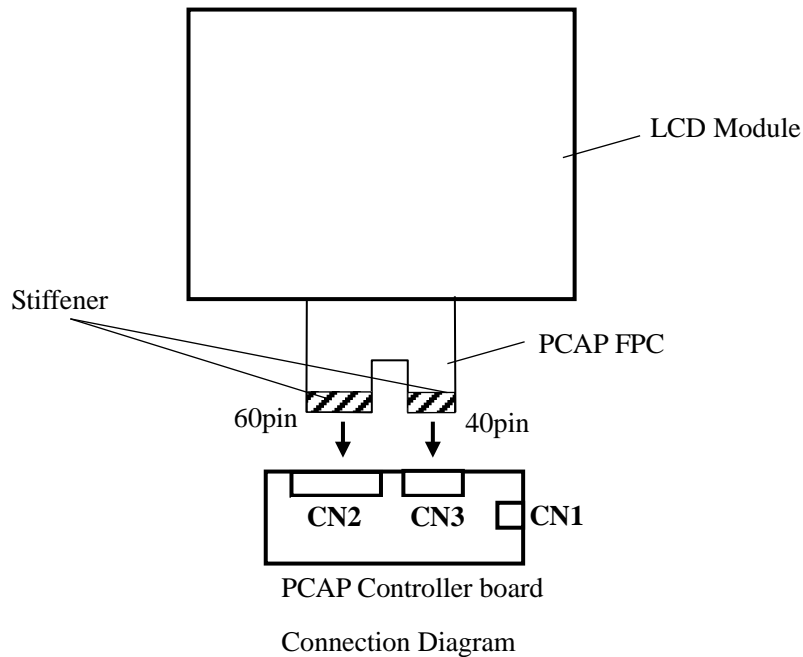 LCD Module
Stiffener
PCAP FPC
60pin
40pin
CN2
CN3
CN1
PCAP Controller board
Connection Diagram